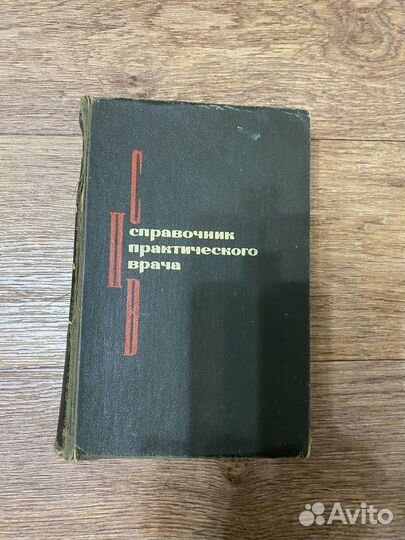 С
П
В
справочник
практического
врача
Avito